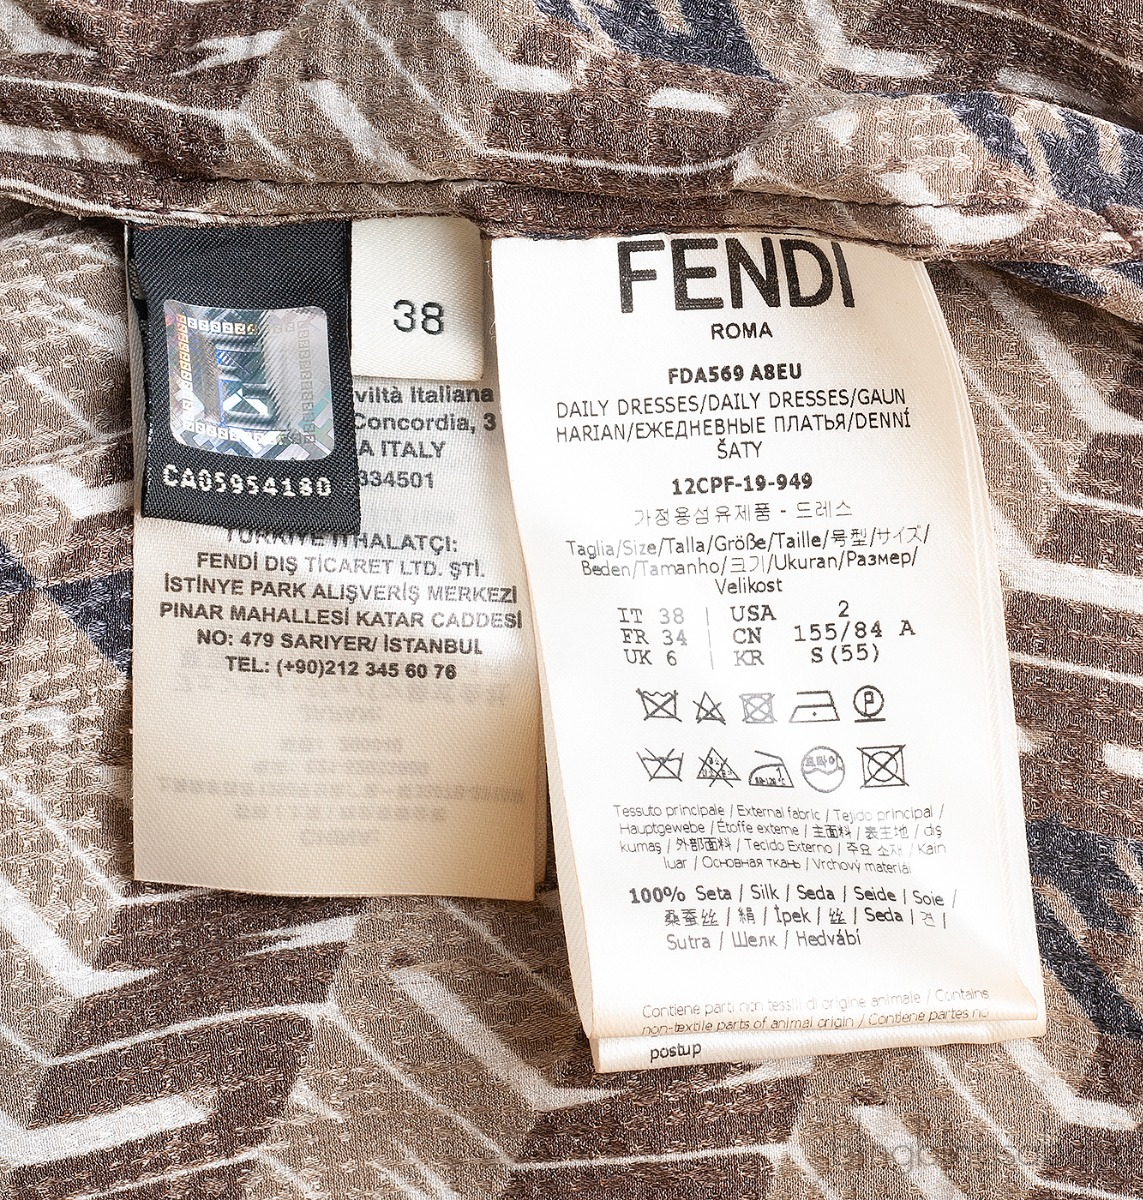 38
viltà Italiana
Concordia, 3
A ITALY
334501
CA05954180
TÜRKİYE İTHALATÇI:
FENDİ DIŞ TİCARET LTD. ŞTİ.
İSTİNYE PARK ALIŞVERİŞ MERKEZİ
PINAR MAHALLESİ KATAR CADDESİ
NO: 479 SARIYER/ İSTANBUL
TEL: (+90)212 345 60 76
FENDI
ROMA
FDA569 A8EU
DAILY DRESSES/DAILY DRESSES/GAUN
HARIAN/ЕЖЕДНЕВНЫЕ ПЛАТЬЯ/DENNÍ
ŠATY
12CPF-19-949
가정용섬유제품 - 드레스
Taglia/Size/Talla/Größe/Taille/号型/サイズ/
Beden/Tamanho/크기/Ukuran/Размер/
Velikost
IT 38 | USA 2
FR 34 | CN 155/84 A
UK 6 | KR S(55)
드라이
Tessuto principale / External fabric / Tejido principal /
Hauptgewebe / Étoffe externe / 主面料 / 表主地 / dış
kumaş / 外部面料 / Tecido Externo / 주요 소재 / Kain
luar / Основная ткань / Vrchový materiál
100% Seta / Silk / Seda / Seide / Soie /
桑蚕丝 / 絹 / İpek / 丝 / Seda / 견 /
Sutra / Шелк / Hedvábí
Contiene parti non tessili di origine animale / Contains
non-textile parts of animal origin / Contiene partes no
postup